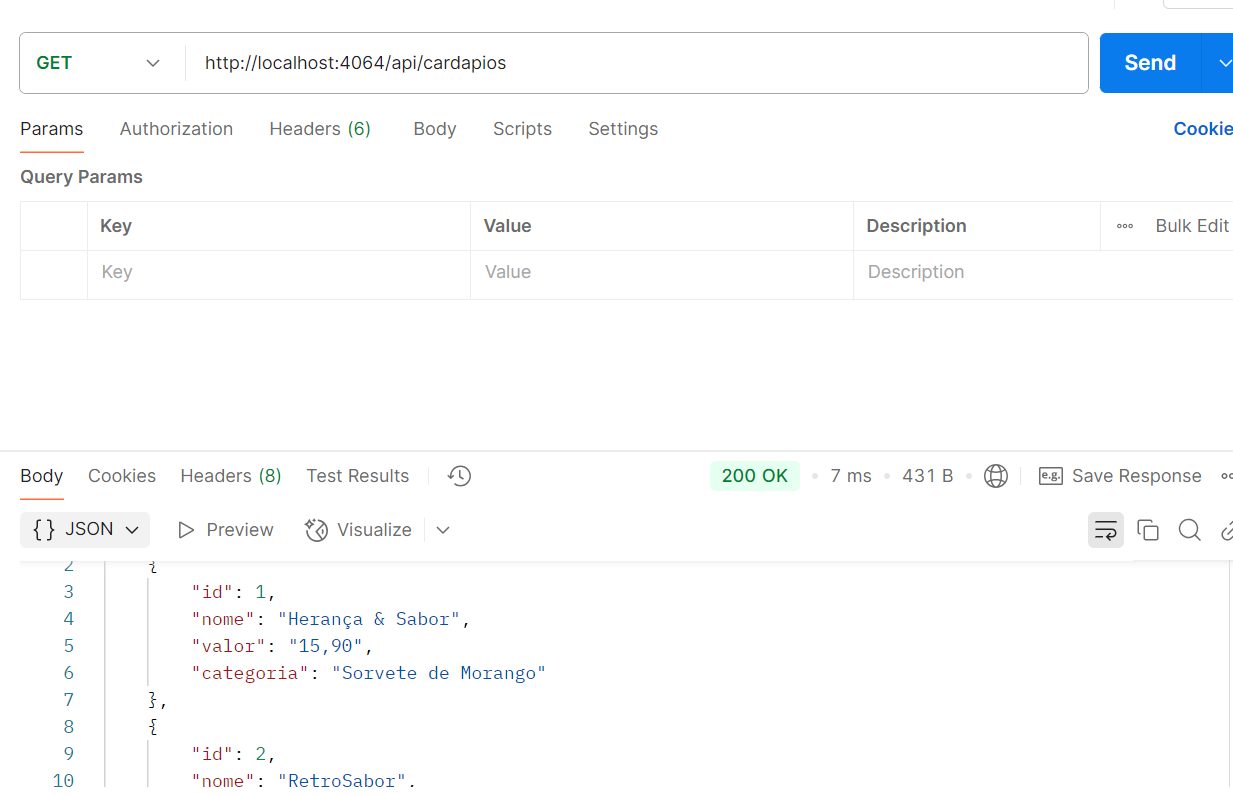 GET http://localhost:4064/api/cardapios Send
Params Authorization Headers (6) Body Scripts Settings Cookie
Query Params
Key Value Description Bulk Edit
Key Value Description
Body Cookies Headers (8) Test Results 200 OK • 7 ms • 431 B • e.g. Save Response
{} JSON Preview Visualize
2 {
3 "id": 1,
4 "nome": "Herança & Sabor",
5 "valor": "15,90",
6 "categoria": "Sorvete de Morango"
7 },
8 {
9 "id": 2,
10 "nome": "RetroSabor",